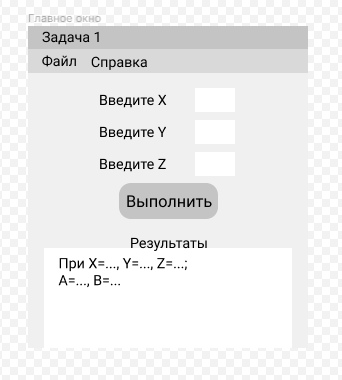 Главное окно
Задача 1
Файл Справка
Введите X
Введите Y
Введите Z
Выполнить
Результаты
При X=..., Y=..., Z=...;
A=..., B=...